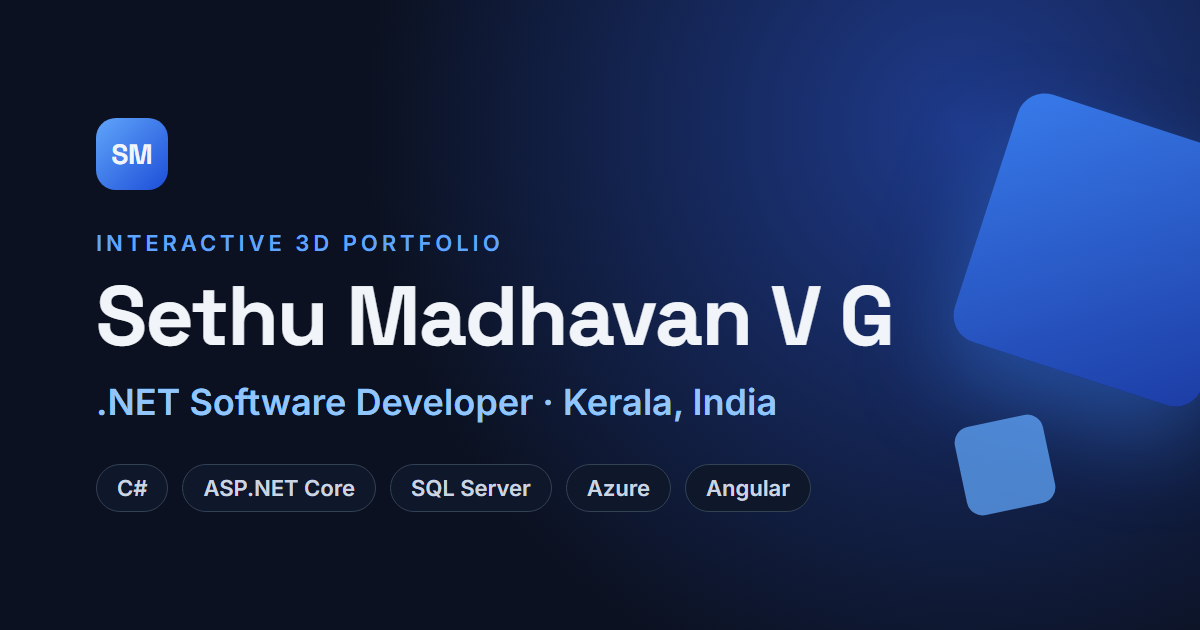 SM
INTERACTIVE 3D PORTFOLIO
Sethu Madhavan V G
.NET Software Developer · Kerala, India
C# ASP.NET Core SQL Server Azure Angular